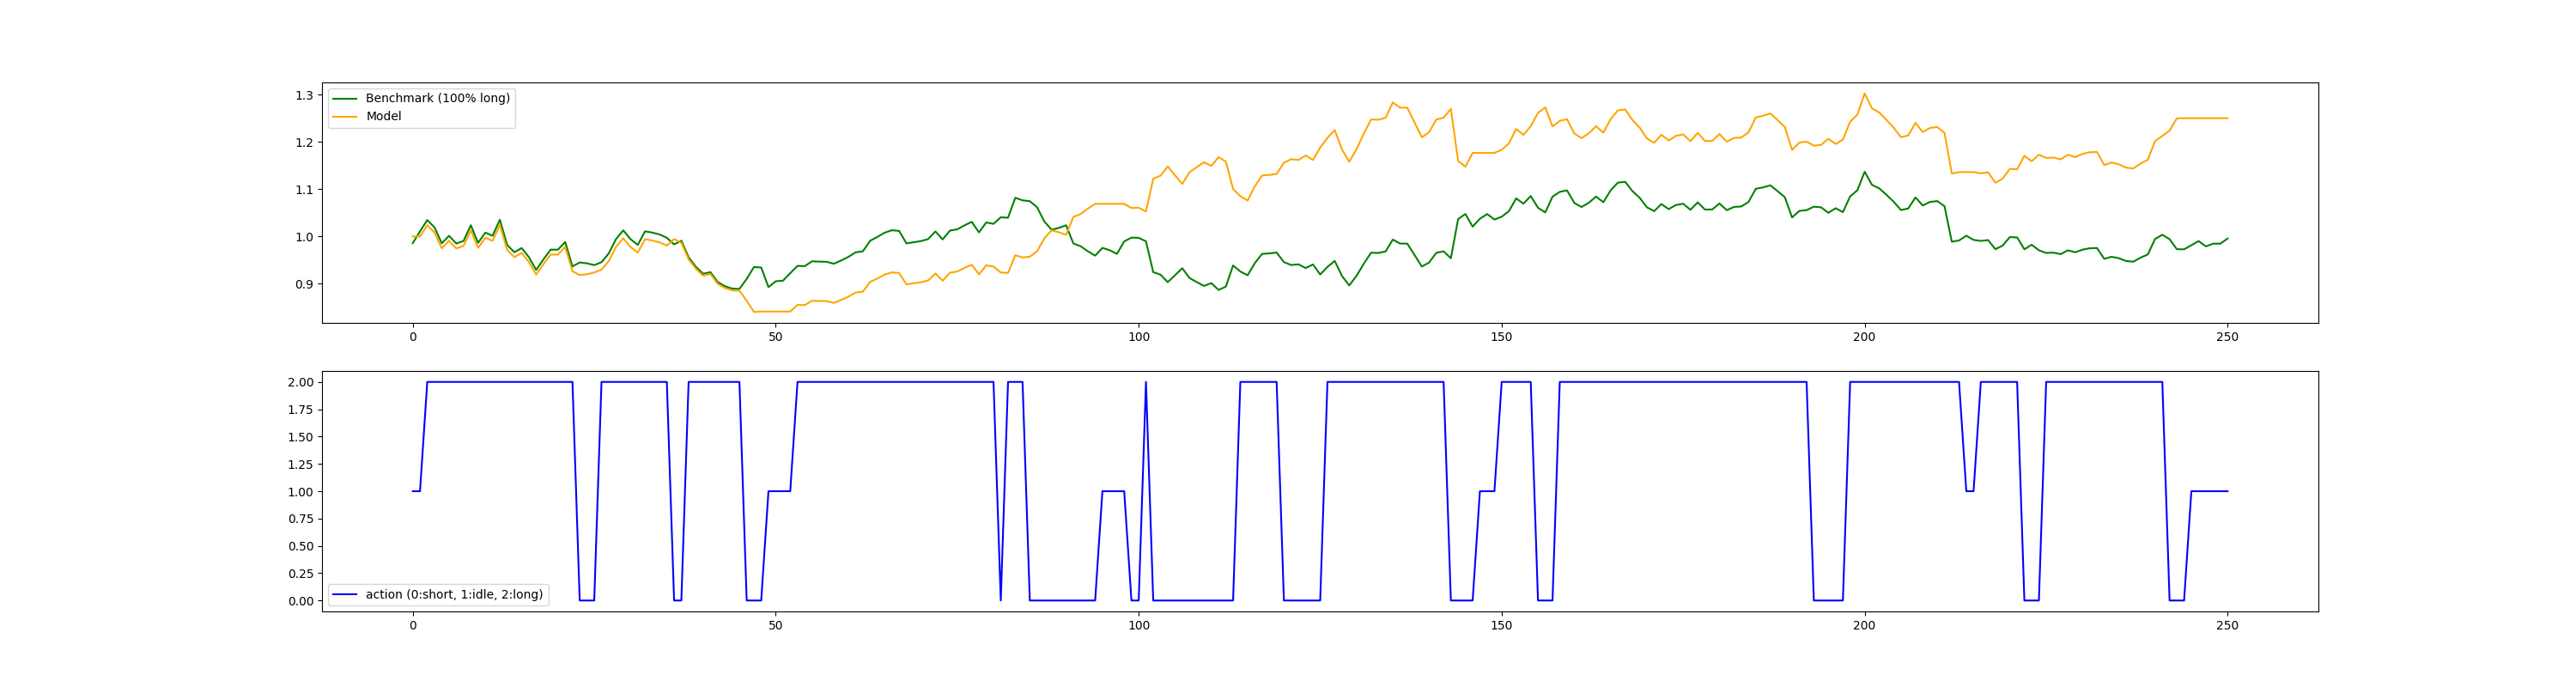 1.3
1.2
1.1
1.0
0.9
Benchmark (100% long)
Model
0 50 100 150 200 250
2.00
1.75
1.50
1.25
1.00
0.75
0.50
0.25
0.00
action (0:short, 1:idle, 2:long)
0 50 100 150 200 250